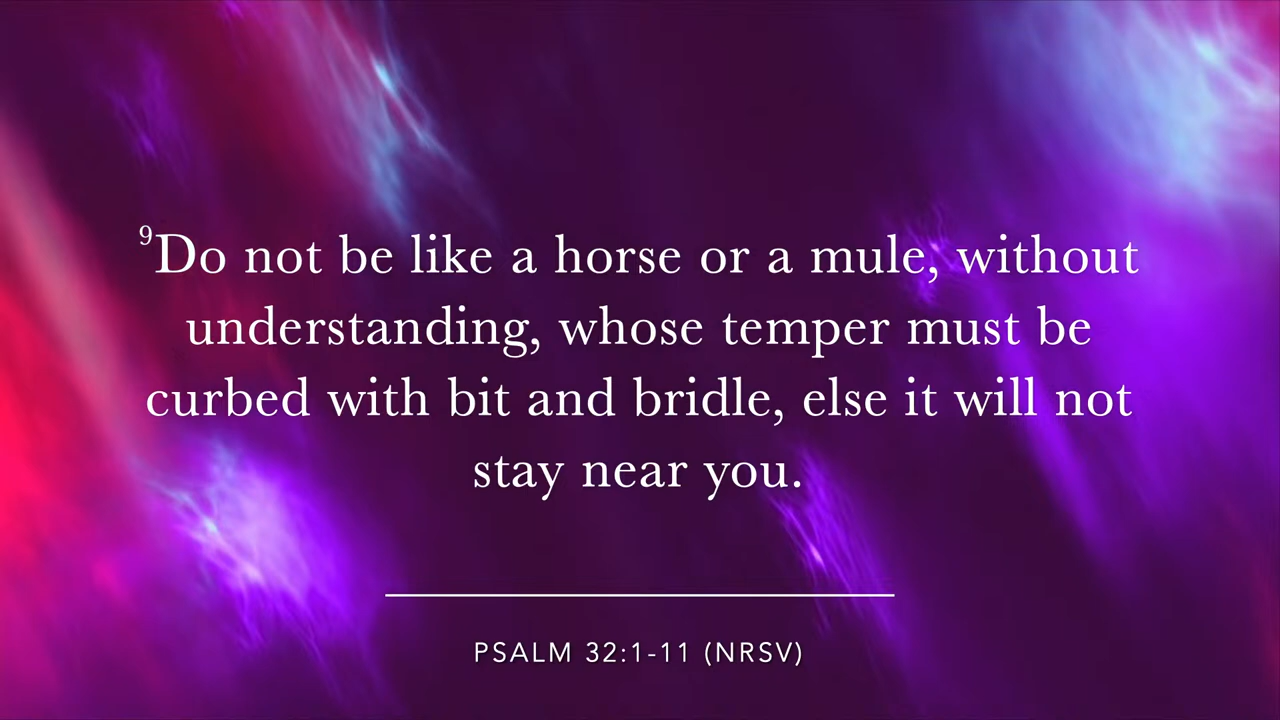 ⁹Do not be like a horse or a mule, without
understanding, whose temper must be
curbed with bit and bridle, else it will not
stay near you.
PSALM 32:1-11 (NRSV)